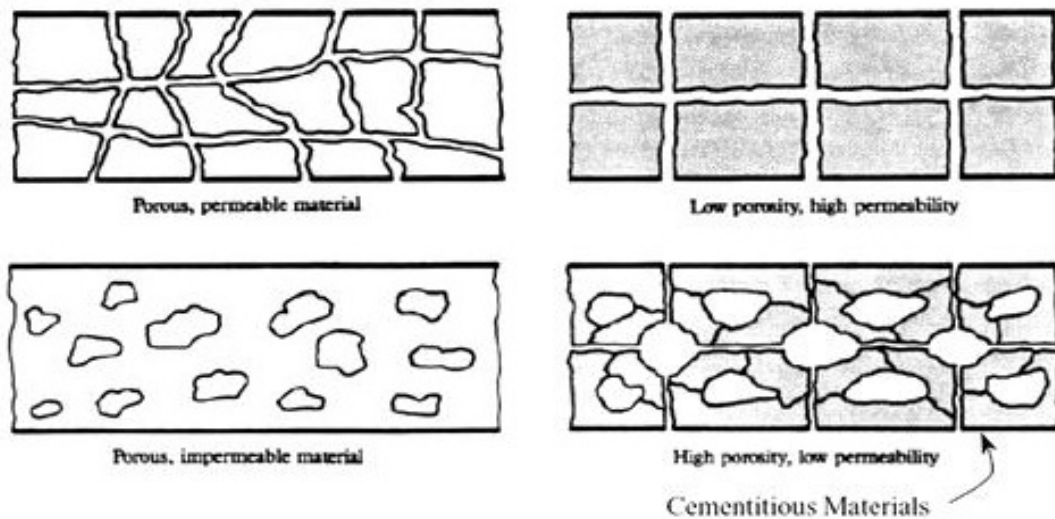 Porous, permeable material
Low porosity, high permeability
Porous, impermeable material
High porosity, low permeability
Cementitious Materials